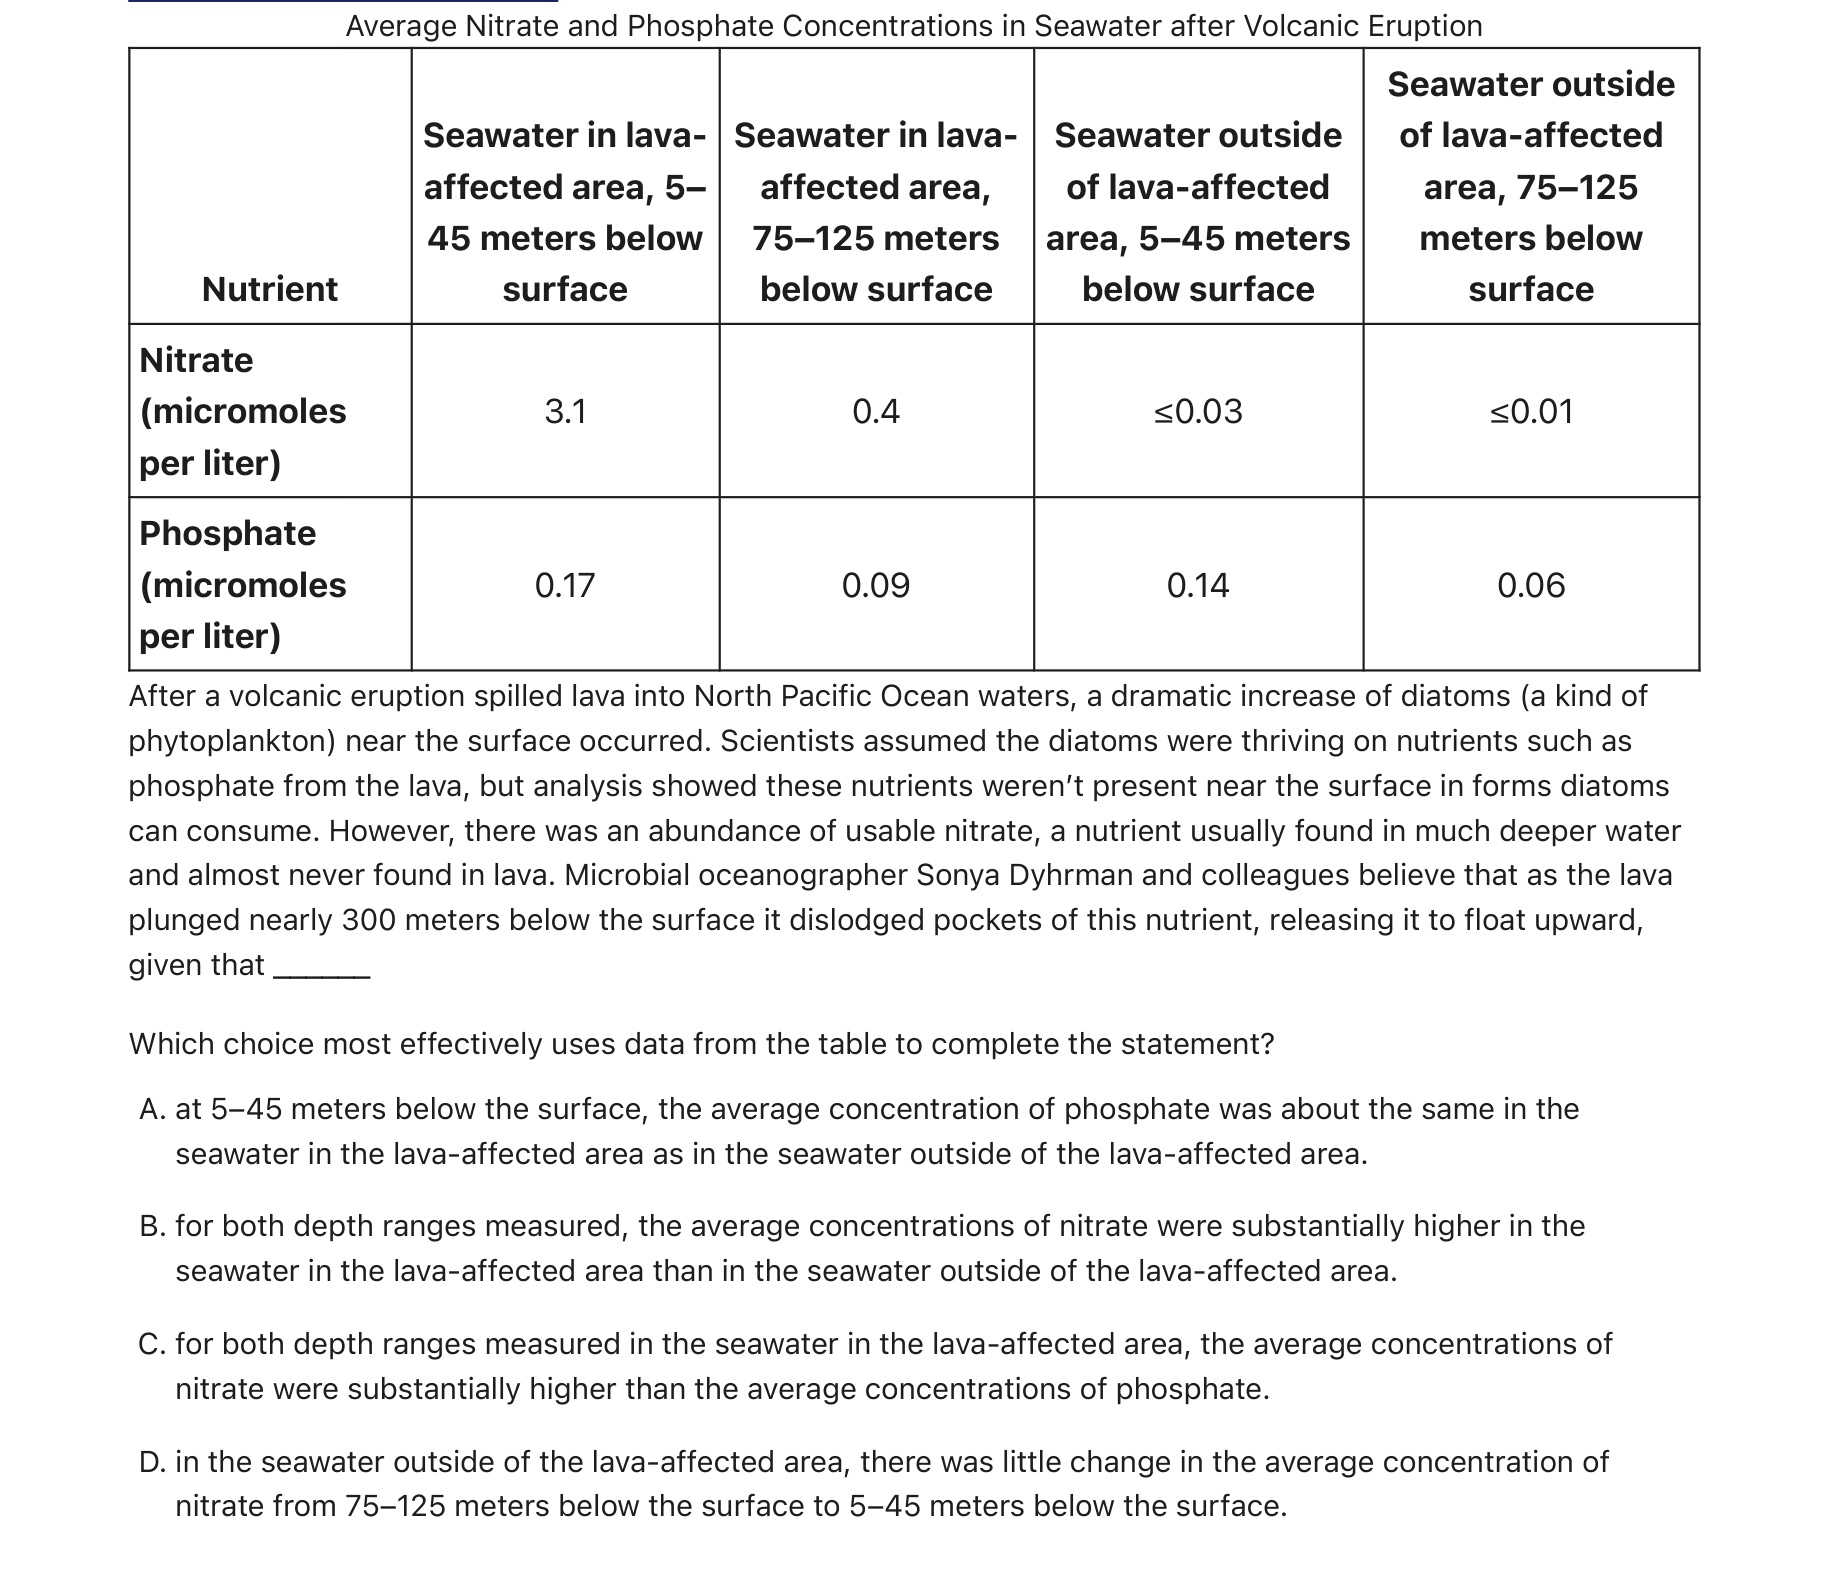 Average Nitrate and Phosphate Concentrations in Seawater after Volcanic Eruption
Nutrient
Seawater in lava-
affected area, 5–
45 meters below
surface
Seawater in lava-
affected area,
75–125 meters
below surface
Seawater outside
of lava-affected
area, 5–45 meters
below surface
Seawater outside
of lava-affected
area, 75–125
meters below
surface
Nitrate
(micromoles
per liter)
3.1
0.4
≤0.03
≤0.01
Phosphate
(micromoles
per liter)
0.17
0.09
0.14
0.06
After a volcanic eruption spilled lava into North Pacific Ocean waters, a dramatic increase of diatoms (a kind of
phytoplankton) near the surface occurred. Scientists assumed the diatoms were thriving on nutrients such as
phosphate from the lava, but analysis showed these nutrients weren’t present near the surface in forms diatoms
can consume. However, there was an abundance of usable nitrate, a nutrient usually found in much deeper water
and almost never found in lava. Microbial oceanographer Sonya Dyhrman and colleagues believe that as the lava
plunged nearly 300 meters below the surface it dislodged pockets of this nutrient, releasing it to float upward,
given that ______
Which choice most effectively uses data from the table to complete the statement?
A. at 5–45 meters below the surface, the average concentration of phosphate was about the same in the
seawater in the lava-affected area as in the seawater outside of the lava-affected area.
B. for both depth ranges measured, the average concentrations of nitrate were substantially higher in the
seawater in the lava-affected area than in the seawater outside of the lava-affected area.
C. for both depth ranges measured in the seawater in the lava-affected area, the average concentrations of
nitrate were substantially higher than the average concentrations of phosphate.
D. in the seawater outside of the lava-affected area, there was little change in the average concentration of
nitrate from 75–125 meters below the surface to 5–45 meters below the surface.